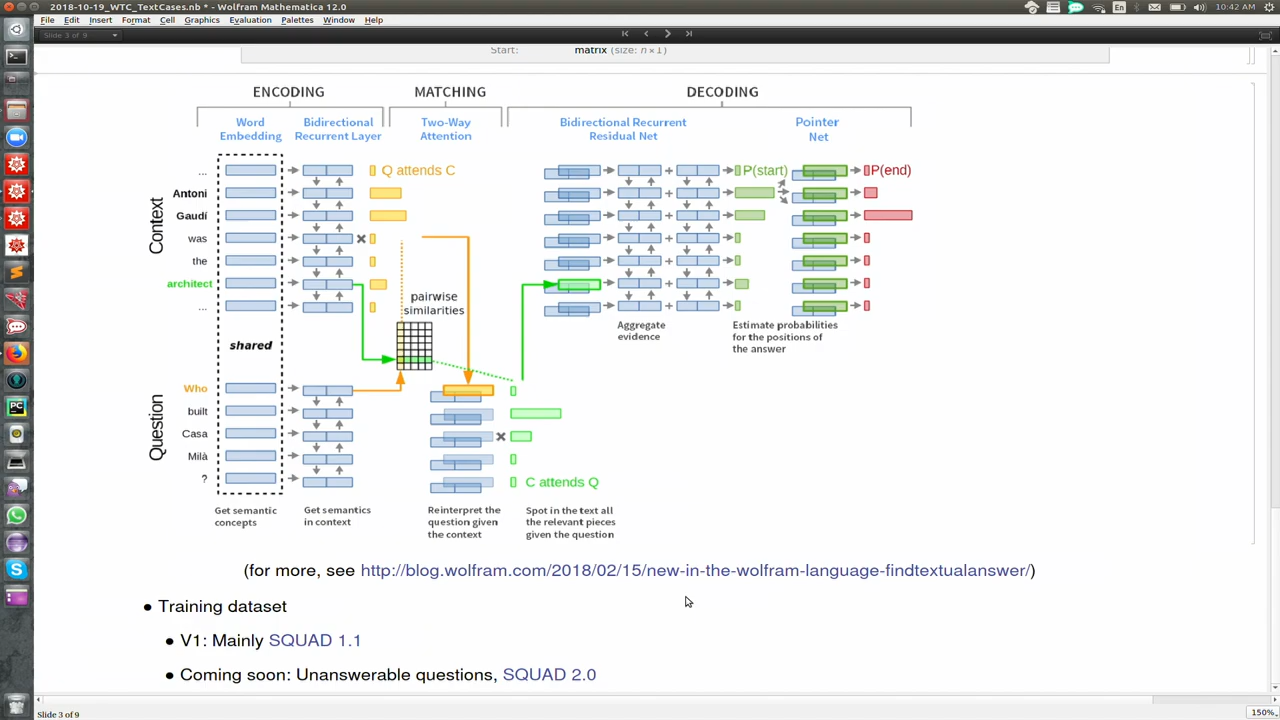 2018-10-19_WTC_TextCases.nb * - Wolfram Mathematica 12.0
En
10:42 AM
File Edit Insert Format Cell Graphics Evaluation Palettes Window Help
Slide 3 of 9
Start: matrix (size: n×1)
ENCODING MATCHING DECODING
Word Embedding
Bidirectional Recurrent Layer
Two-Way Attention
Bidirectional Recurrent Residual Net
Pointer Net
Context
...
Antoni
Gaudí
was
the
architect
...
Q attends C
P(start)
P(end)
pairwise
similarities
shared
Aggregate
evidence
Estimate probabilities
for the positions of
the answer
Question
Who
built
Casa
Milà
?
C attends Q
Get semantic
concepts
Get semantics
in context
Reinterpret the
question given
the context
Spot in the text all
the relevant pieces
given the question
(for more, see http://blog.wolfram.com/2018/02/15/new-in-the-wolfram-language-findtextualanswer/)
• Training dataset
• V1: Mainly SQUAD 1.1
• Coming soon: Unanswerable questions, SQUAD 2.0
Slide 3 of 9
150%